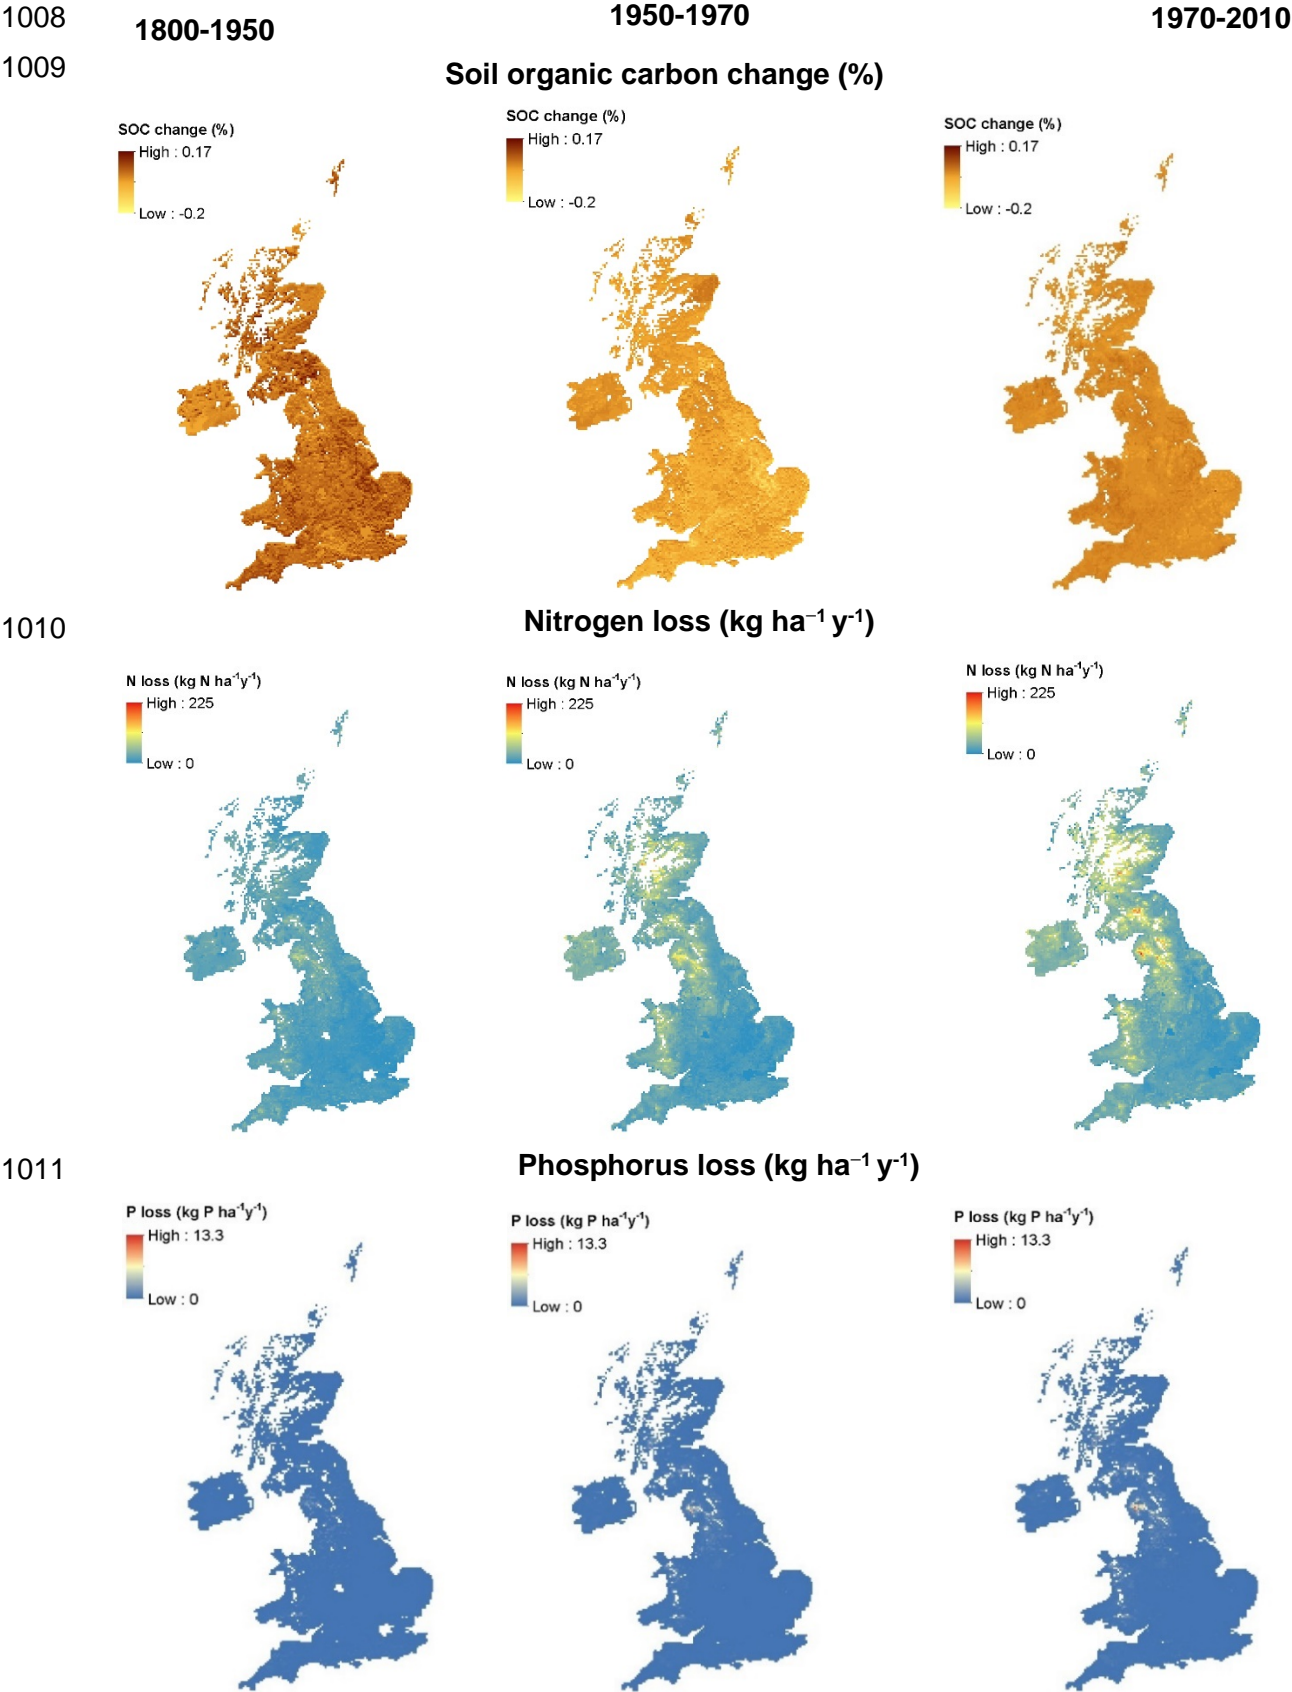 1008
1800-1950 1950-1970 1970-2010
1009
Soil organic carbon change (%)
SOC change (%) SOC change (%) SOC change (%)
High : 0.17 High : 0.17 High : 0.17
Low : -0.2 Low : -0.2 Low : -0.2
1010
Nitrogen loss (kg ha⁻¹ y⁻¹)
N loss (kg N ha⁻¹y⁻¹) N loss (kg N ha⁻¹y⁻¹) N loss (kg N ha⁻¹y⁻¹)
High : 225 High : 225 High : 225
Low : 0 Low : 0 Low : 0
1011
Phosphorus loss (kg ha⁻¹ y⁻¹)
P loss (kg P ha⁻¹y⁻¹) P loss (kg P ha⁻¹y⁻¹) P loss (kg P ha⁻¹y⁻¹)
High : 13.3 High : 13.3 High : 13.3
Low : 0 Low : 0 Low : 0